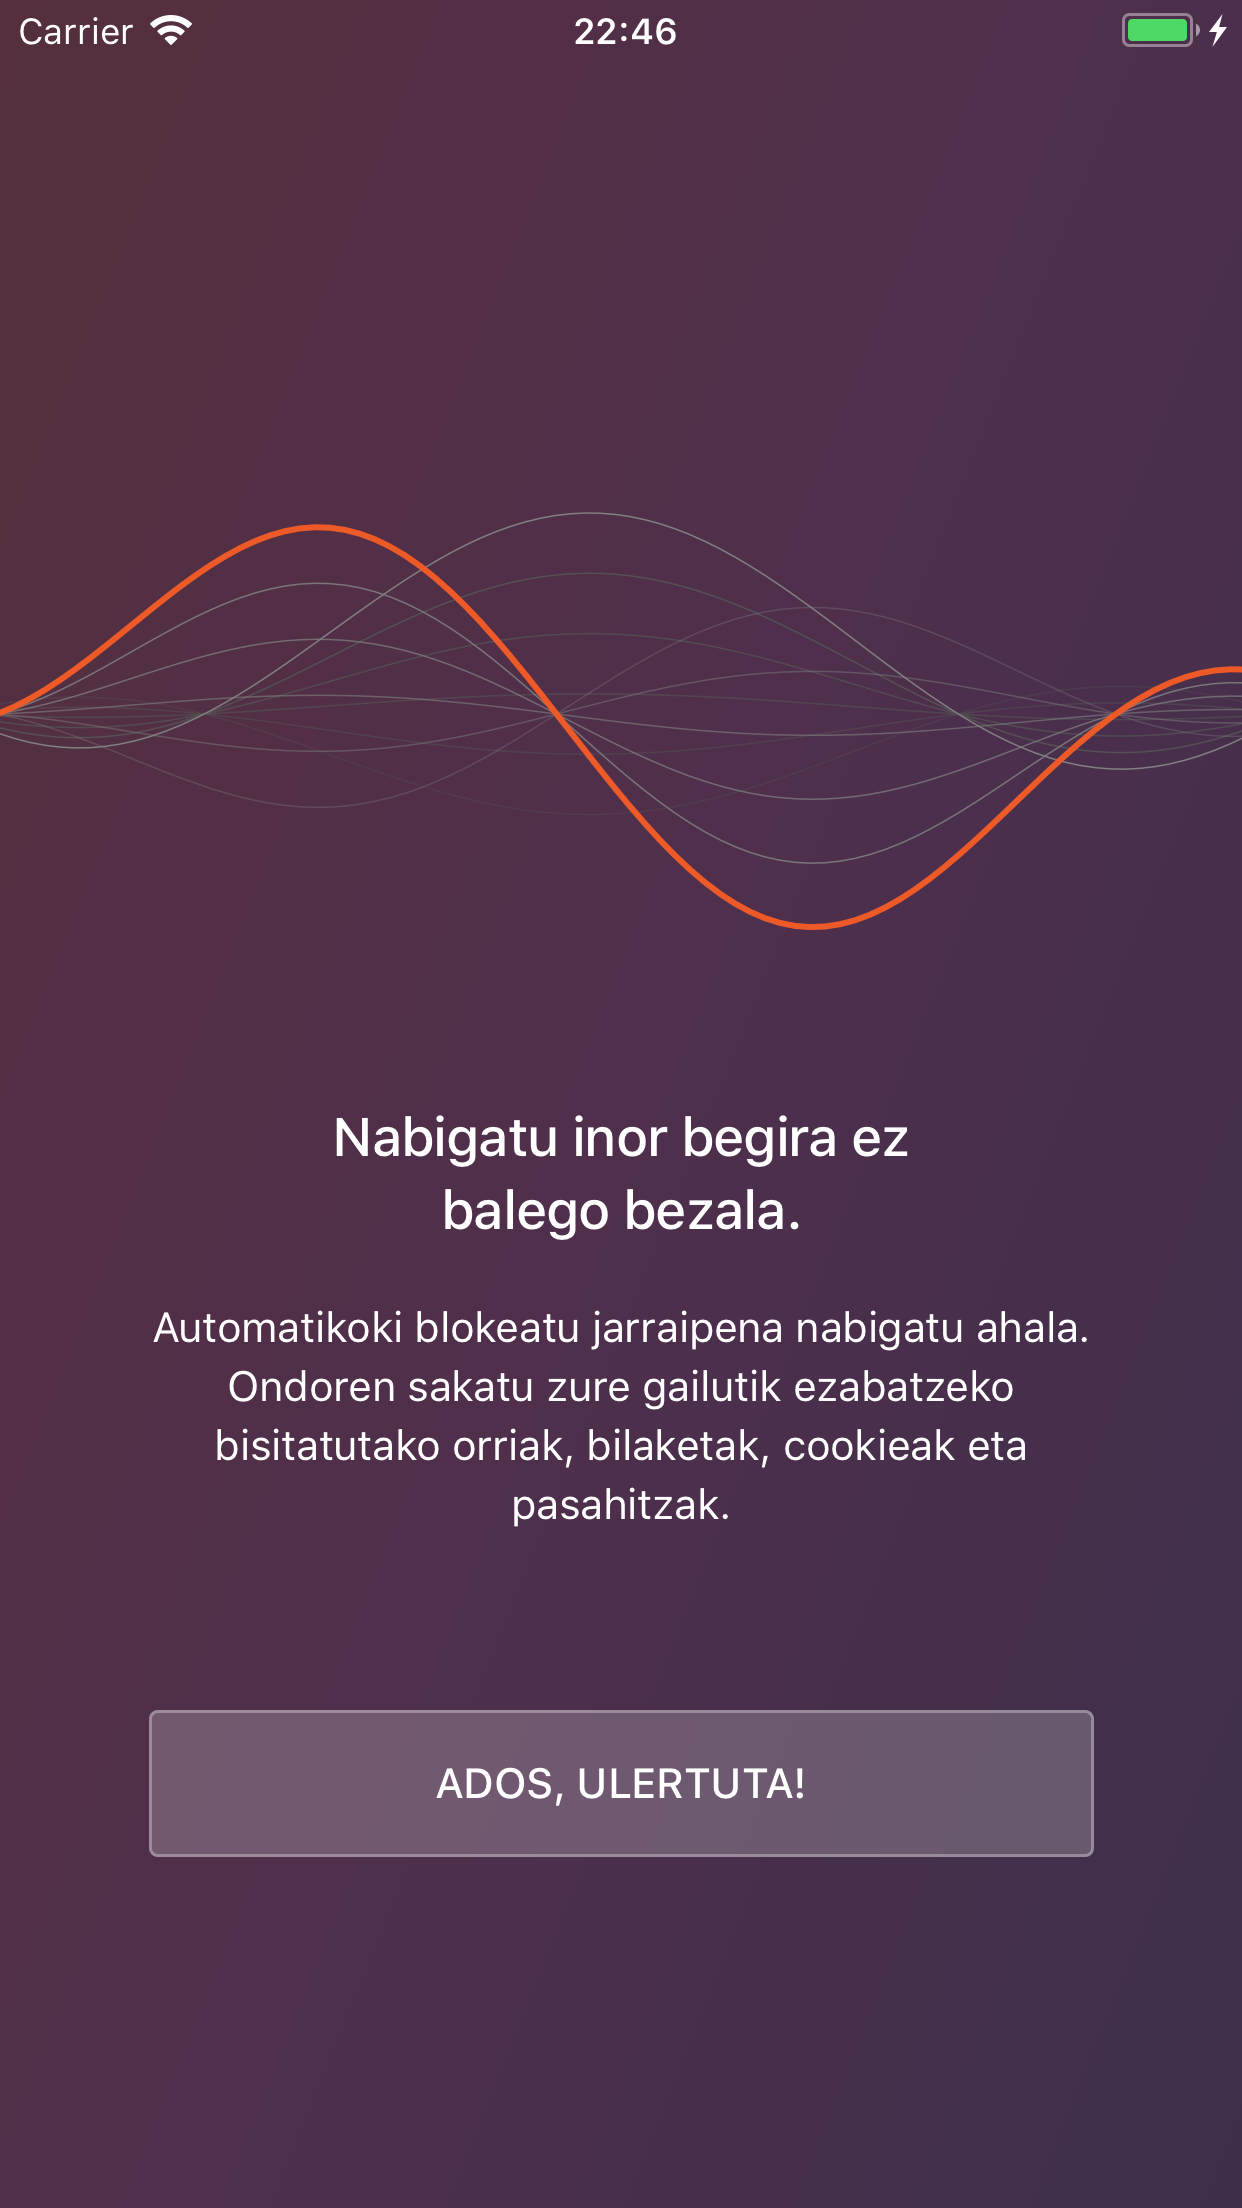 Carrier
22:46
Nabigatu inor begira ez
balego bezala.
Automatikoki blokeatu jarraipena nabigatu ahala.
Ondoren sakatu zure gailutik ezabatzeko
bisitatutako orriak, bilaketak, cookieak eta
pasahitzak.
ADOS, ULERTUTA!